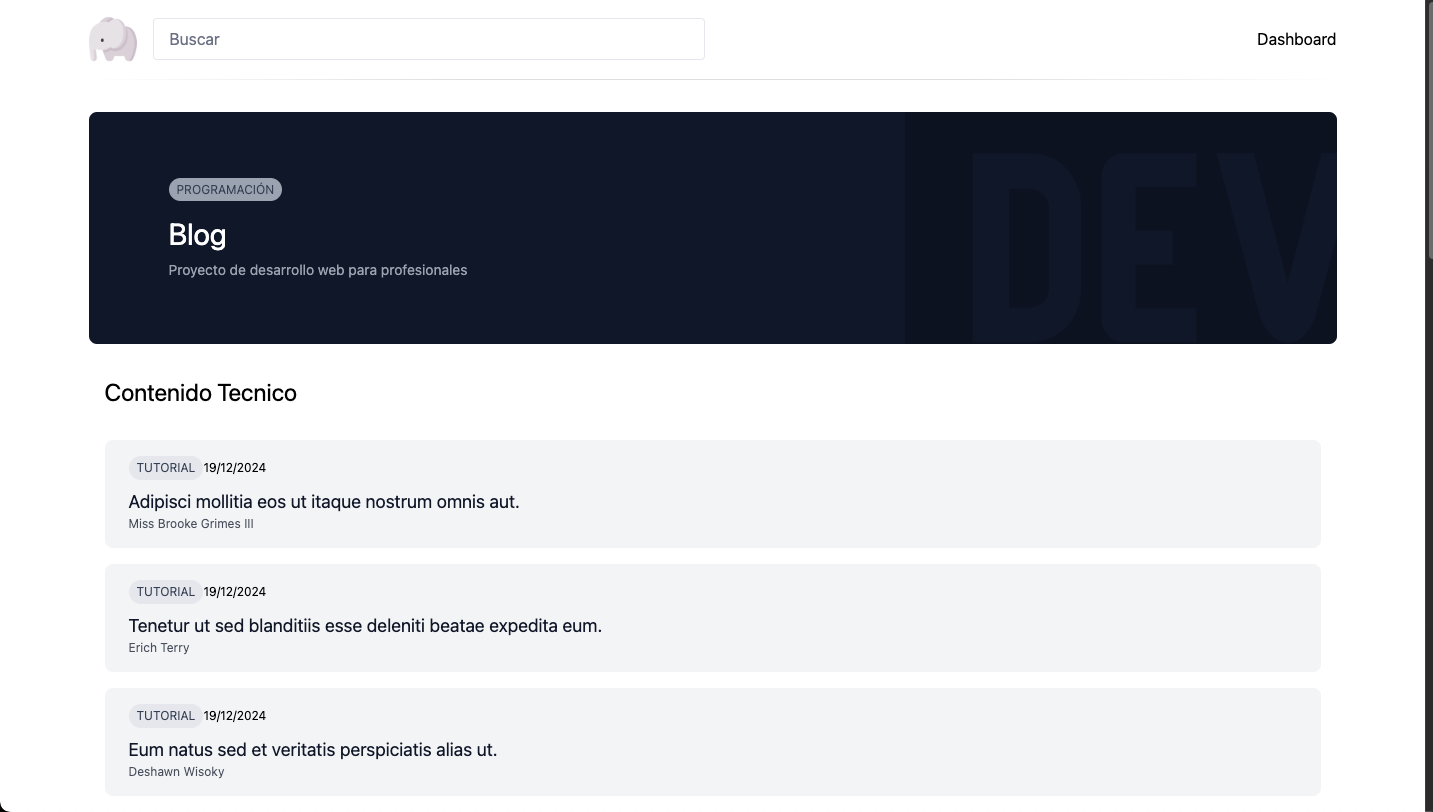 Buscar
Dashboard
PROGRAMACIÓN
Blog
Proyecto de desarrollo web para profesionales
DEV
Contenido Tecnico
TUTORIAL 19/12/2024
Adipisci mollitia eos ut itaque nostrum omnis aut.
Miss Brooke Grimes III
TUTORIAL 19/12/2024
Tenetur ut sed blanditiis esse deleniti beatae expedita eum.
Erich Terry
TUTORIAL 19/12/2024
Eum natus sed et veritatis perspiciatis alias ut.
Deshawn Wisoky